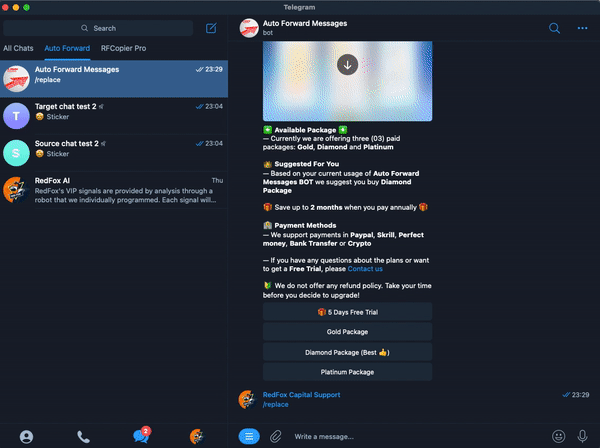 Telegram
Search
All Chats
Auto Forward
RFCopier Pro
Auto Forward Messages
23:29
/replace
Target chat test 2
23:04
Sticker
Source chat test 2
23:04
Sticker
RedFox AI
Thu
RedFox's VIP signals are provided by analysis through a
robot that we individually programmed. Each signal will...
2
Auto Forward Messages
bot
Available Package
— Currently we are offering three (03) paid
packages: Gold, Diamond and Platinum
Suggested For You
— Based on your current usage of Auto Forward
Messages BOT we suggest you buy Diamond
Package
Save up to 2 months when you pay annually
Payment Methods
— We support payments in Paypal, Skrill, Perfect
money, Bank Transfer or Crypto
— If you have any questions about the plans or want
to get a Free Trial, please Contact us
We do not offer any refund policy. Take your time
before you decide to upgrade!
5 Days Free Trial
Gold Package
Diamond Package (Best 👍)
Platinum Package
RedFox Capital Support
23:29
/replace
Write a message...
T
S